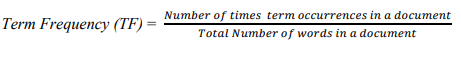 Term Frequency (TF) = Number of times term occurrences in a document
Total Number of words in a document